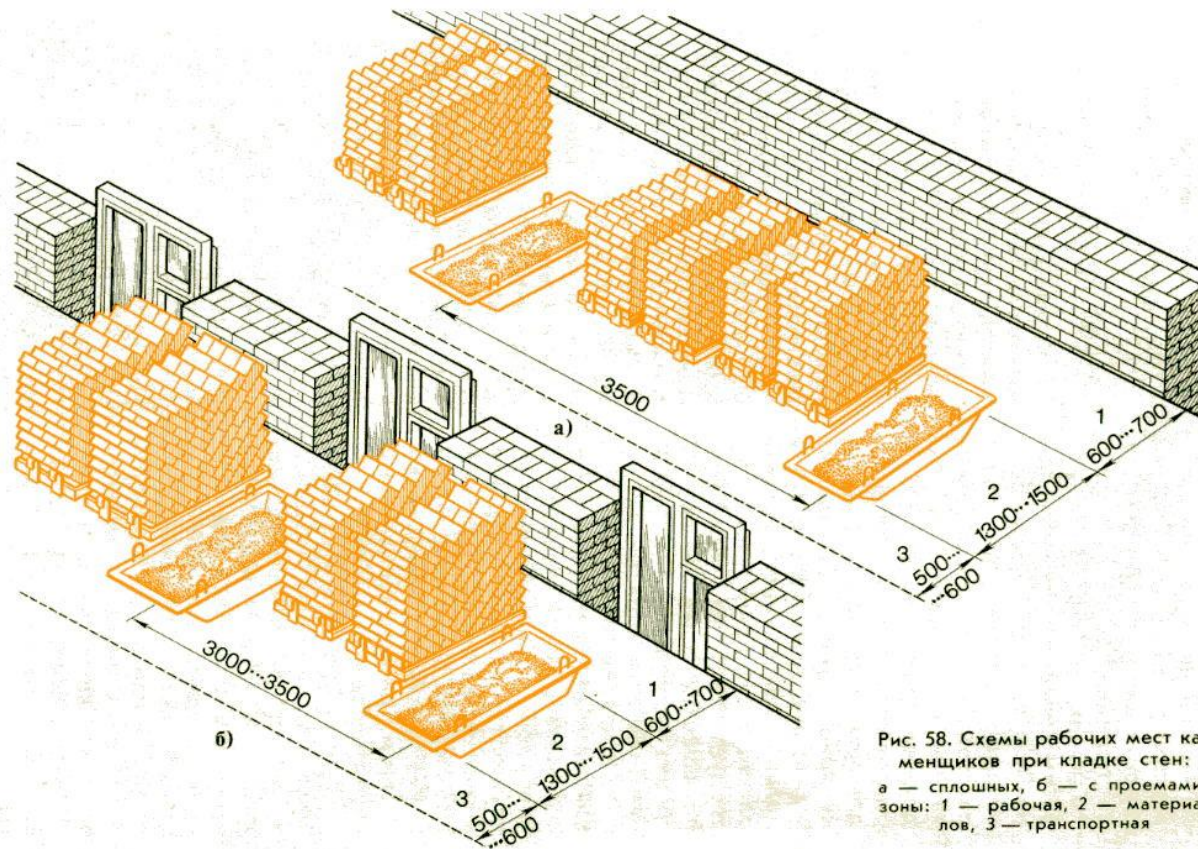 3500
а)
1
600...700
2
1300...1500
3
500...
...600
3000...3500
б)
1
600...700
2
1300...1500
3
500...
...600
Рис. 58. Схемы рабочих мест ка-
менщиков при кладке стен:
а — сплошных, б — с проемами
зоны: 1 — рабочая, 2 — материа-
лов, 3 — транспортная